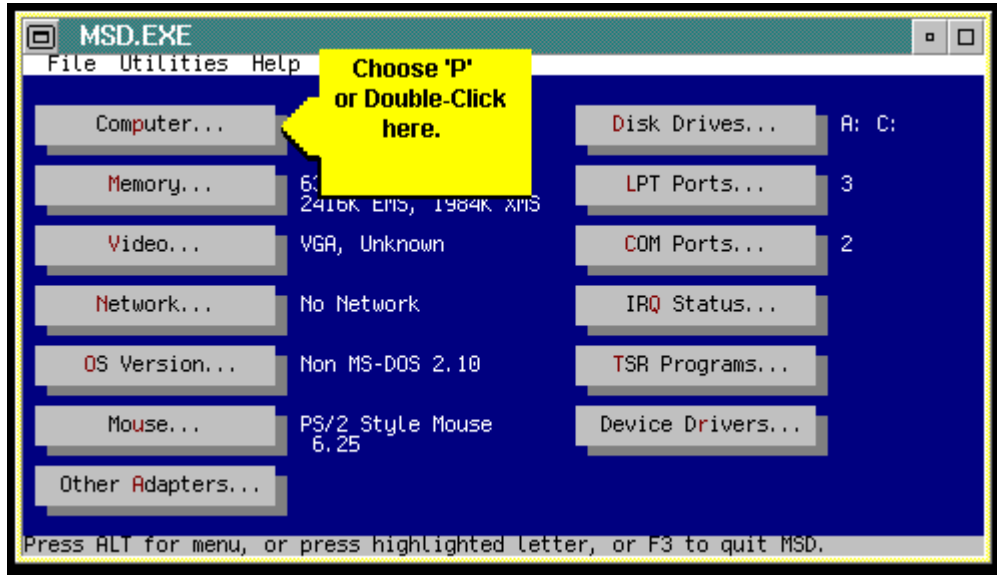 MSD.EXE
File Utilities Help
Choose 'P'
or Double-Click
here.
Computer...
Disk Drives... A: C:
Memory...
LPT Ports... 3
2416K EMS, 1984K XMS
Video... VGA, Unknown
COM Ports... 2
Network... No Network
IRQ Status...
OS Version... Non MS-DOS 2.10
TSR Programs...
Mouse... PS/2 Style Mouse
6.25
Device Drivers...
Other Adapters...
Press ALT for menu, or press highlighted letter, or F3 to quit MSD.